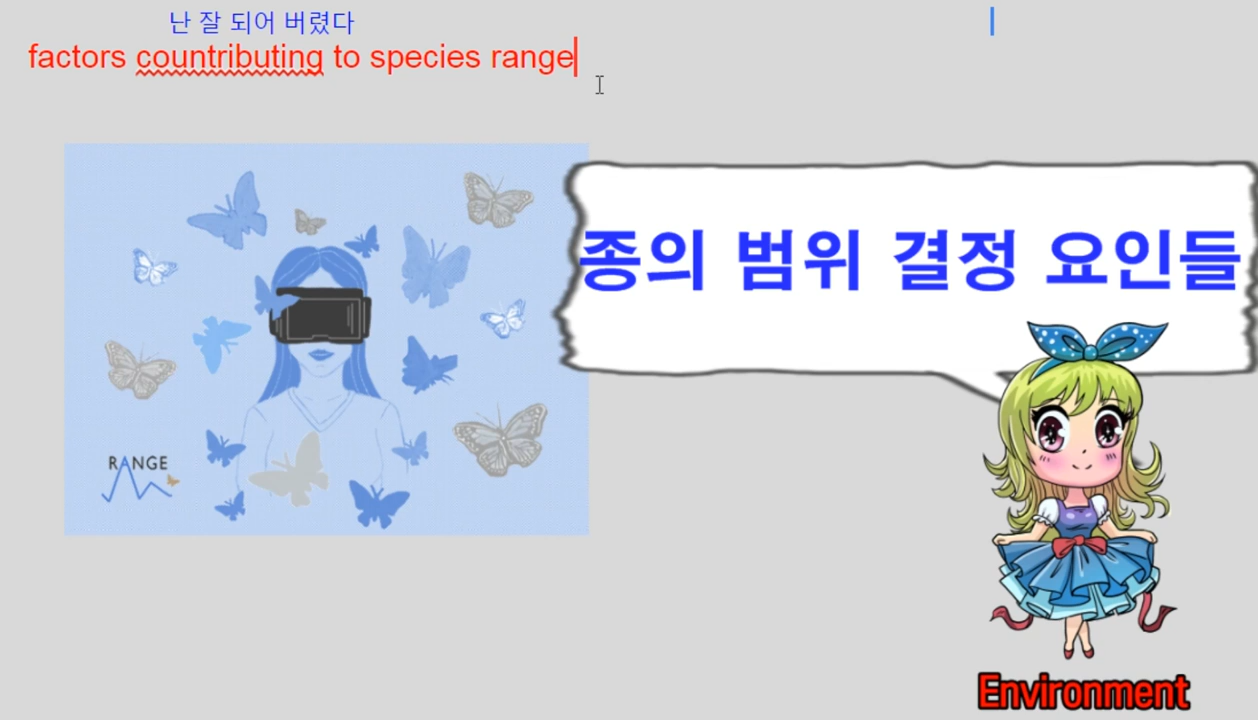 난 잘 되어 버렸다
factors countributing to species range
종의 범위 결정 요인들
RANGE
Environment